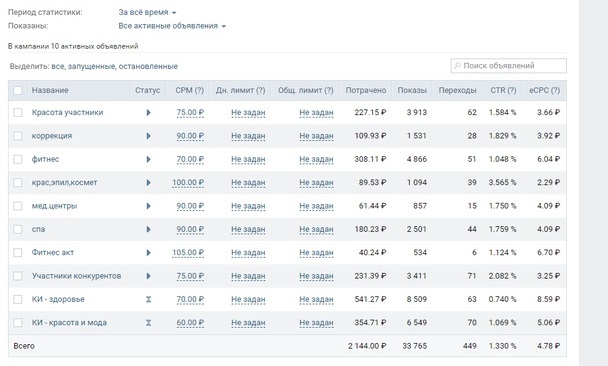 Период статистики: За всё время
Показаны: Все активные объявления
В кампании 10 активных объявлений
Выделить: все, запущенные, остановленные Поиск объявлений
Название Статус CPM (?) Дн. лимит (?) Общ. лимит (?) Потрачено Показы Переходы CTR (?) eCPC (?)
Красота участники 75.00 ₽ Не задан Не задан 227.15 ₽ 3 913 62 1.584 % 3.66 ₽
коррекция 90.00 ₽ Не задан Не задан 109.93 ₽ 1 531 28 1.829 % 3.92 ₽
фитнес 70.00 ₽ Не задан Не задан 308.11 ₽ 4 866 51 1.048 % 6.04 ₽
крас,эпил,космет 100.00 ₽ Не задан Не задан 89.53 ₽ 1 094 39 3.565 % 2.29 ₽
мед.центры 90.00 ₽ Не задан Не задан 61.44 ₽ 857 15 1.750 % 4.09 ₽
спа 90.00 ₽ Не задан Не задан 180.23 ₽ 2 501 44 1.759 % 4.09 ₽
Фитнес акт 105.00 ₽ Не задан Не задан 40.24 ₽ 534 6 1.124 % 6.70 ₽
Участники конкурентов 75.00 ₽ Не задан Не задан 231.39 ₽ 3 411 71 2.082 % 3.25 ₽
КИ - здоровье 70.00 ₽ Не задан Не задан 541.27 ₽ 8 509 63 0.740 % 8.59 ₽
КИ - красота и мода 60.00 ₽ Не задан Не задан 354.71 ₽ 6 549 70 1.069 % 5.06 ₽
Всего 2 144.00 ₽ 33 765 449 1.330 % 4.78 ₽